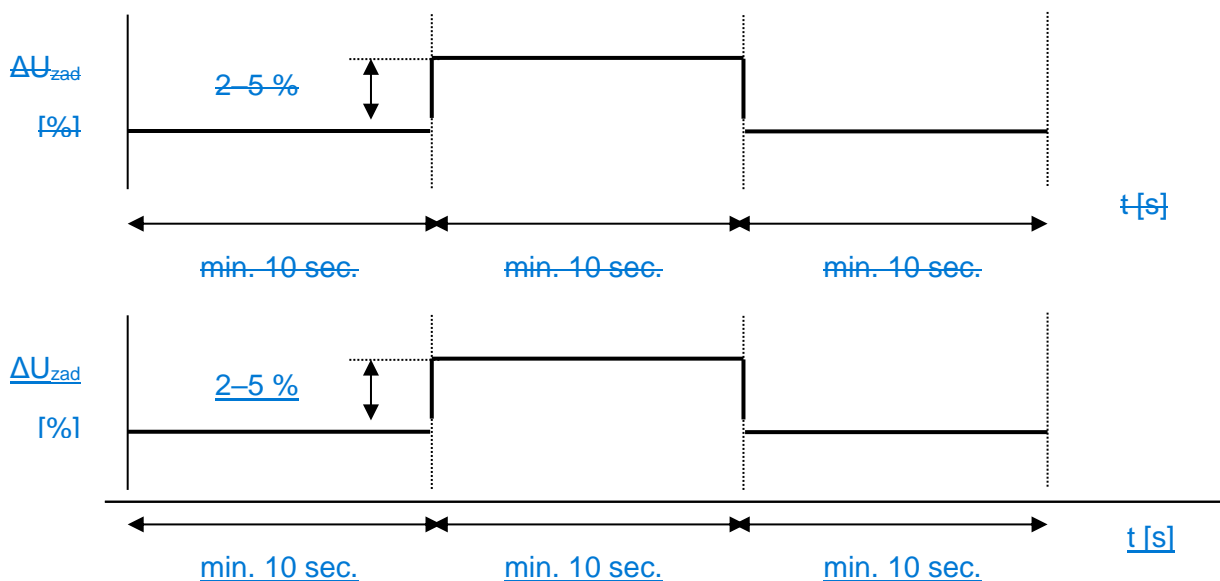 ΔUzad
2–5 %
[%]
t [s]
min. 10 sec. min. 10 sec. min. 10 sec.
ΔUzad
2–5 %
[%]
t [s]
min. 10 sec. min. 10 sec. min. 10 sec.